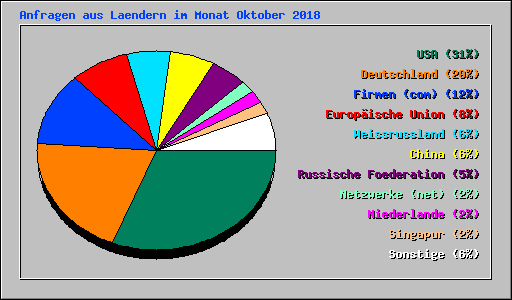 Anfragen aus Laendern im Monat Oktober 2018
USA (31%)
Deutschland (20%)
Firmen (com) (12%)
Europäische Union (8%)
Weissrussland (6%)
China (6%)
Russische Foederation (5%)
Netzwerke (net) (2%)
Niederlande (2%)
Singapur (2%)
Sonstige (6%)